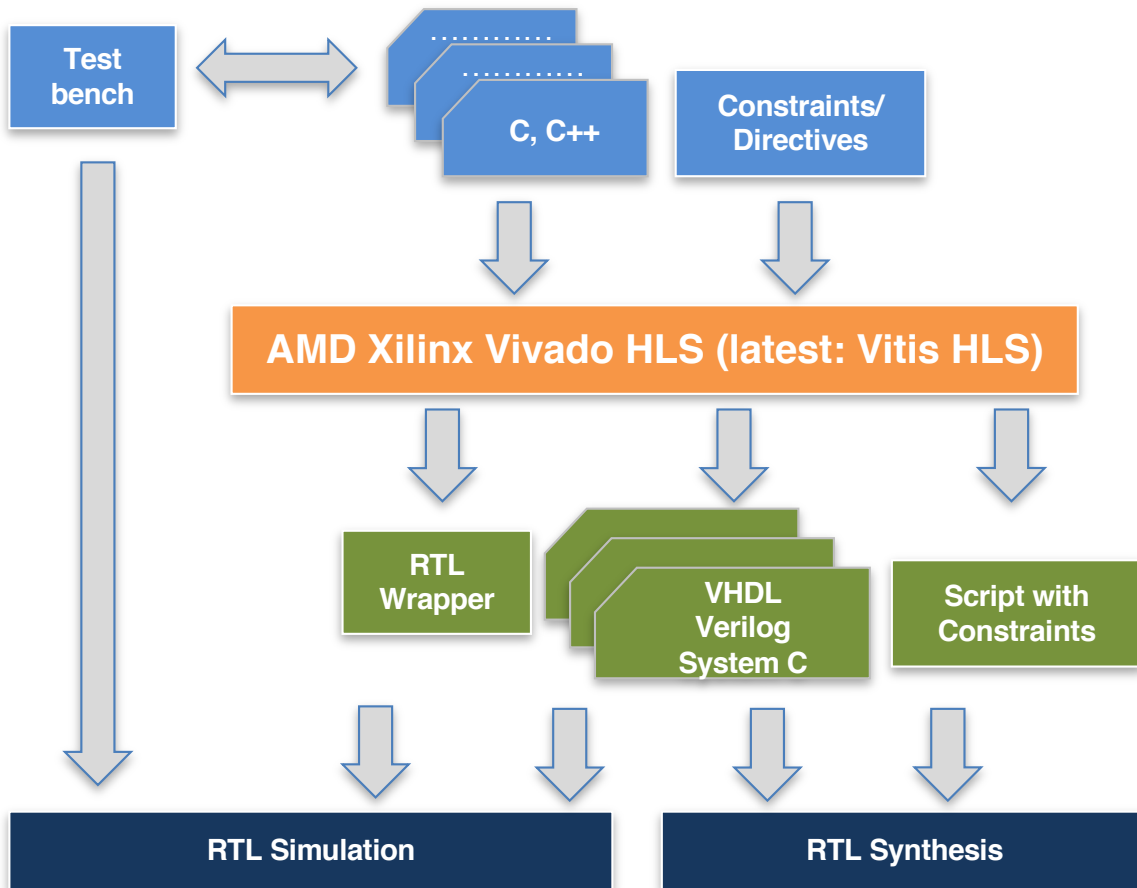 ............
............
Test
bench
C, C++
Constraints/
Directives
AMD Xilinx Vivado HLS (latest: Vitis HLS)
RTL
Wrapper
VHDL
Verilog
System C
Script with
Constraints
RTL Simulation
RTL Synthesis